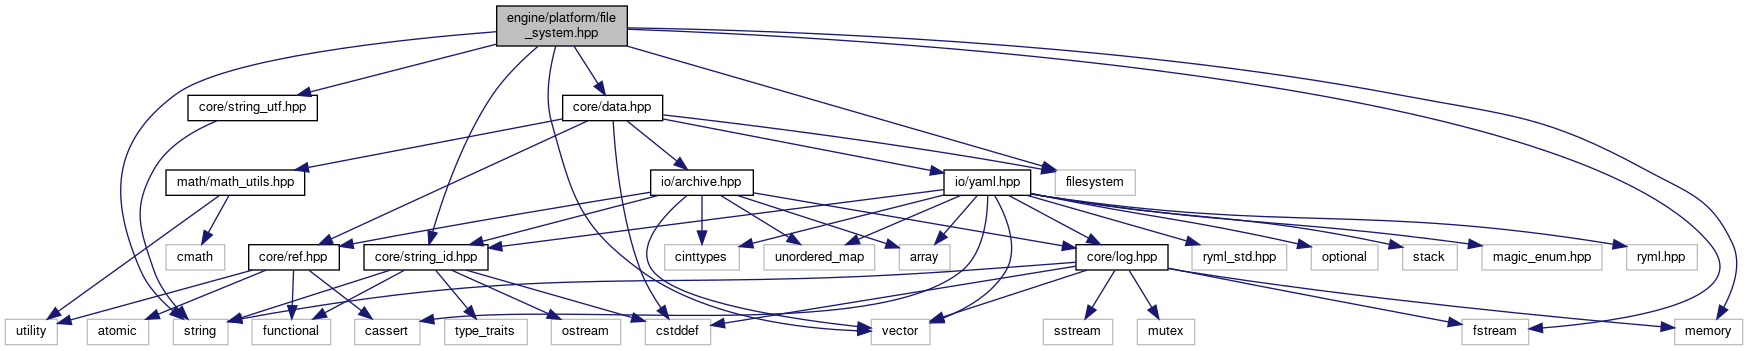 engine/platform/file
_system.hpp
core/string_utf.hpp
core/data.hpp
math/math_utils.hpp
io/archive.hpp
io/yaml.hpp
filesystem
cmath
core/ref.hpp
core/string_id.hpp
cinttypes
unordered_map
array
core/log.hpp
ryml_std.hpp
optional
stack
magic_enum.hpp
ryml.hpp
utility
atomic
string
functional
cassert
type_traits
ostream
cstddef
vector
sstream
mutex
fstream
memory